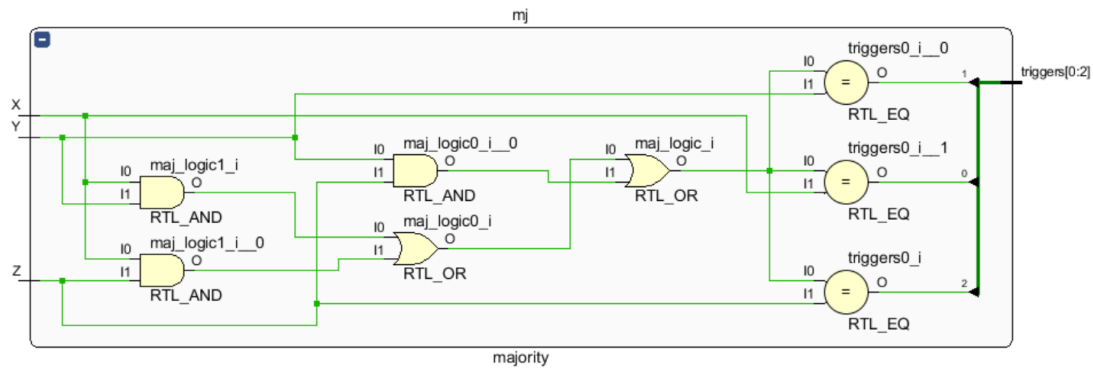 mj
triggers0_i__0
I0
I1
O
=
1
RTL_EQ
triggers[0:2]
X
Y
maj_logic1_i
I0
I1
O
RTL_AND
maj_logic0_i__0
I0
I1
O
RTL_AND
maj_logic_i
I0
I1
O
RTL_OR
triggers0_i__1
I0
I1
O
=
0
RTL_EQ
maj_logic1_i__0
I0
I1
O
RTL_AND
maj_logic0_i
I0
I1
O
RTL_OR
Z
triggers0_i
I0
I1
O
=
2
RTL_EQ
majority